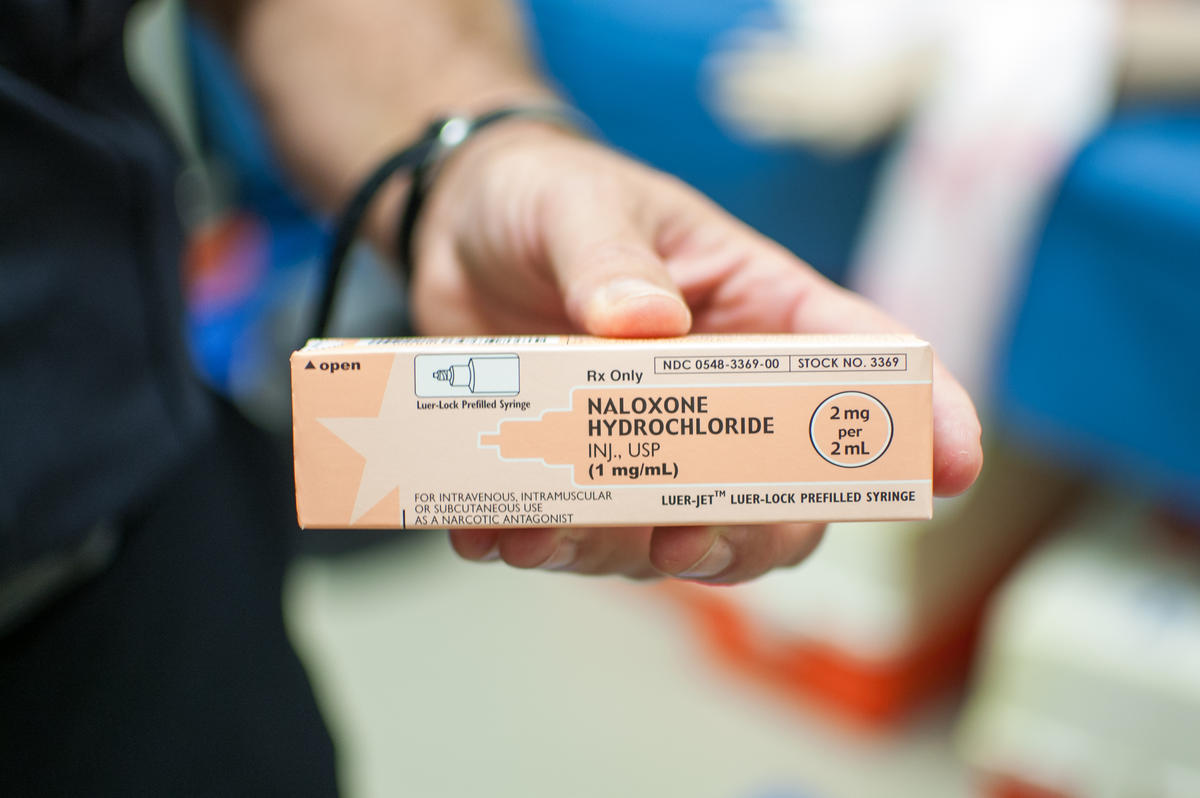 ▲ open
Luer-Lock Prefilled Syringe
Rx Only
NDC 0548-3369-00 STOCK NO. 3369
NALOXONE
HYDROCHLORIDE
INJ., USP
(1 mg/mL)
2 mg
per
2 mL
FOR INTRAVENOUS, INTRAMUSCULAR
OR SUBCUTANEOUS USE
AS A NARCOTIC ANTAGONIST
LUER-JET™ LUER-LOCK PREFILLED SYRINGE